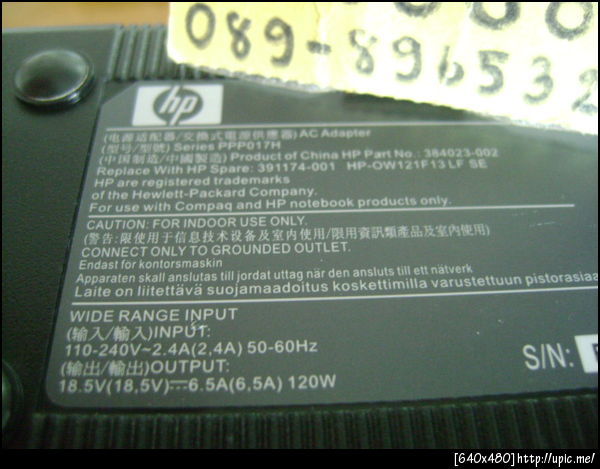 089-896532
hp
(电源适配器/交換式電源供應器) AC Adapter
(型号/型號) Series PPP017H
(中国制造/中國製造) Product of China HP Part No.: 384023-002
Replace With HP Spare: 391174-001 HP-OW121F13 LF SE
HP are registered trademarks
of the Hewlett-Packard Company.
For use with Compaq and HP notebook products only.
CAUTION: FOR INDOOR USE ONLY.
(警告:限使用于信息技术设备及室内使用/限用資訊類產品及室內使用)
CONNECT ONLY TO GROUNDED OUTLET.
Endast för kontorsmaskin
Apparaten skall anslutas till jordat uttag när den ansluts till ett nätverk
Laite on liitettävä suojamaadoitus koskettimilla varustettuun pistorasiaa
WIDE RANGE INPUT
(输入/輸入)INPUT:
110-240V~2.4A(2,4A) 50-60Hz
(输出/輸出)OUTPUT:
18.5V(18,5V)⎓6.5A(6,5A) 120W
S/N:
[640x480]http://upic.me/